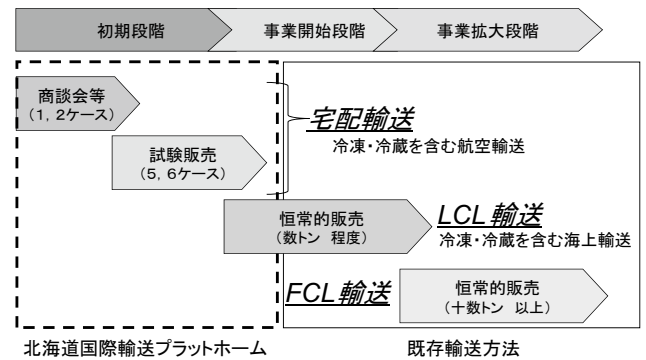 初期段階
事業開始段階
事業拡大段階
商談会等
(1,2ケース)
宅配輸送
冷凍・冷蔵を含む航空輸送
試験販売
(5,6ケース)
恒常的販売
(数トン 程度)
LCL輸送
冷凍・冷蔵を含む海上輸送
FCL輸送
恒常的販売
(十数トン 以上)
北海道国際輸送プラットホーム
既存輸送方法